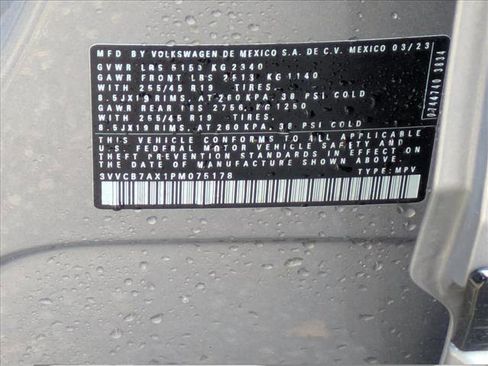 MFD BY VOLKSWAGEN DE MEXICO S.A. DE C.V. MEXICO 03/23
GVWR LBS 5159 KG 2340
GAWR FRONT LBS 2513 KG 1140
WITH 255/45 R19 TIRES.
8.5JX19 RIMS, AT 260KPA, 38 PSI COLD
GAWR REAR LBS 2756, KG 1250
WITH 255/45 R19 TIRES.
8.5JX19 RIMS, AT 260KPA, 38 PSI COLD
THIS VEHICLE CONFORMS TO ALL APPLICABLE
U.S. FEDERAL MOTOR VEHICLE SAFETY AND
THEFT PREVENTION STANDARDS IN EFFECT ON
THE DATE OF MANUFACTURE SHOWN ABOVE
3VVCB7AX1PM075178 TYPE: MPV